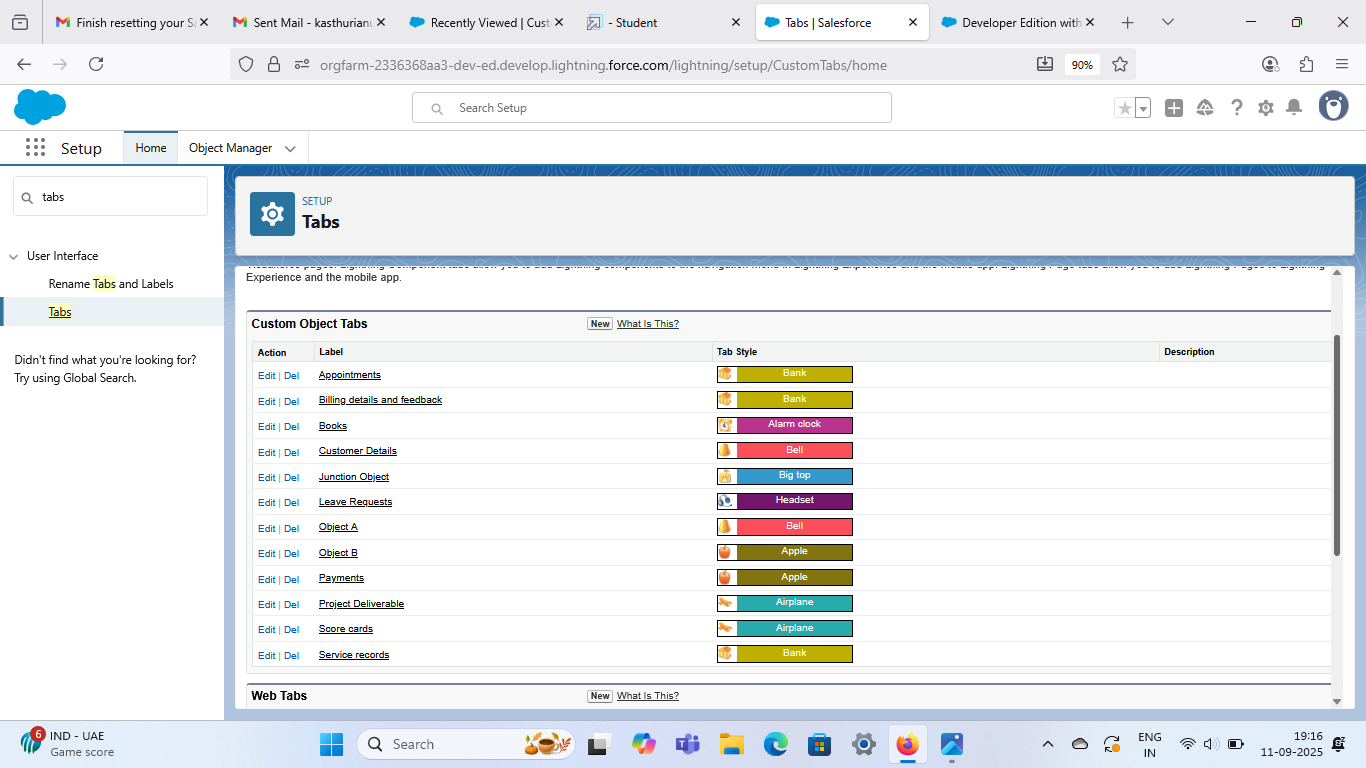 Finish resetting your Sa
Sent Mail - kasthurianu
Recently Viewed | Cust
- Student
Tabs | Salesforce
Developer Edition with
orgfarm-2336368aa3-dev-ed.develop.lightning.force.com/lightning/setup/CustomTabs/home
90%
Search Setup
Setup
Home
Object Manager
tabs
User Interface
Rename Tabs and Labels
Tabs
Didn't find what you're looking for?
Try using Global Search.
SETUP
Tabs
Experience and the mobile app.
Custom Object Tabs New What Is This?
Action Label Tab Style Description
Edit | Del Appointments Bank
Edit | Del Billing details and feedback Bank
Edit | Del Books Alarm clock
Edit | Del Customer Details Bell
Edit | Del Junction Object Big top
Edit | Del Leave Requests Headset
Edit | Del Object A Bell
Edit | Del Object B Apple
Edit | Del Payments Apple
Edit | Del Project Deliverable Airplane
Edit | Del Score cards Airplane
Edit | Del Service records Bank
Web Tabs New What Is This?
6
IND - UAE
Game score
Search
ENG
IN
19:16
11-09-2025